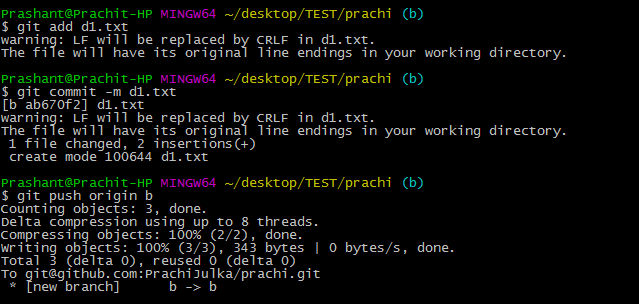 Prashant@Prachit-HP MINGW64 ~/desktop/TEST/prachi (b)
$ git add d1.txt
warning: LF will be replaced by CRLF in d1.txt.
The file will have its original line endings in your working directory.
Prashant@Prachit-HP MINGW64 ~/desktop/TEST/prachi (b)
$ git commit -m d1.txt
[b ab670f2] d1.txt
warning: LF will be replaced by CRLF in d1.txt.
The file will have its original line endings in your working directory.
1 file changed, 2 insertions(+)
create mode 100644 d1.txt
Prashant@Prachit-HP MINGW64 ~/desktop/TEST/prachi (b)
$ git push origin b
Counting objects: 3, done.
Delta compression using up to 8 threads.
Compressing objects: 100% (2/2), done.
Writing objects: 100% (3/3), 343 bytes | 0 bytes/s, done.
Total 3 (delta 0), reused 0 (delta 0)
To git@github.com:PrachiJulka/prachi.git
* [new branch]      b -> b